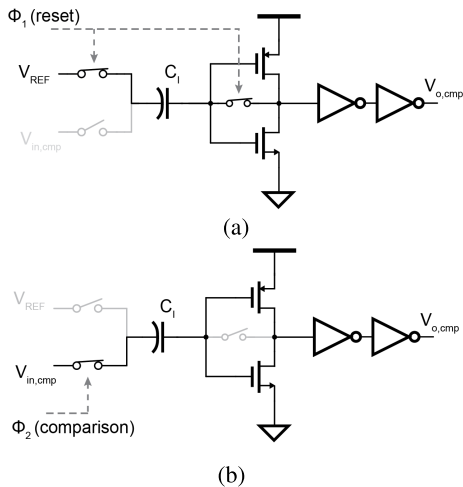 Φ1 (reset)
VREF
CI
Vin,cmp
Vo,cmp
(a)
VREF
CI
Vin,cmp
Vo,cmp
Φ2 (comparison)
(b)